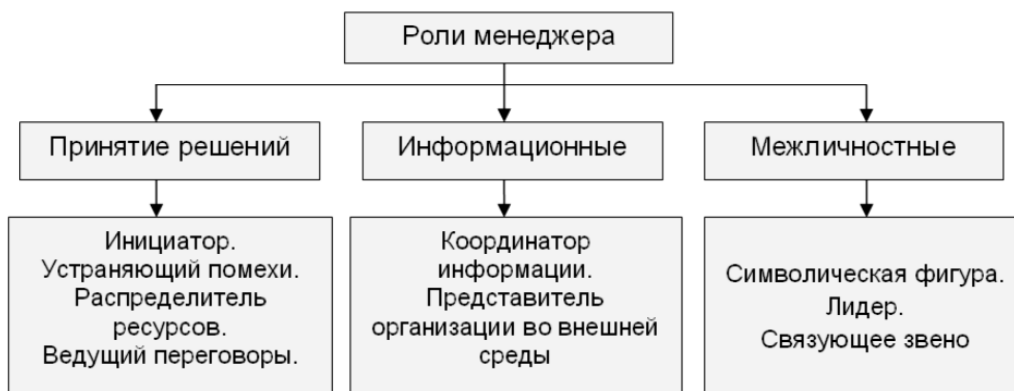 Роли менеджера
Принятие решений
Информационные
Межличностные
Инициатор.
Устраняющий помехи.
Распределитель
ресурсов.
Ведущий переговоры.
Координатор
информации.
Представитель
организации во внешней
среды
Символическая фигура.
Лидер.
Связующее звено